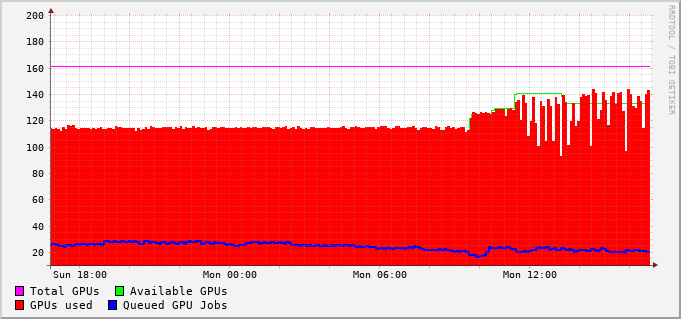 200
180
160
140
120
100
80
60
40
20
Sun 18:00 Mon 00:00 Mon 06:00 Mon 12:00
Total GPUs Available GPUs
GPUs used Queued GPU Jobs
RRDTOOL / TOBI OETIKER